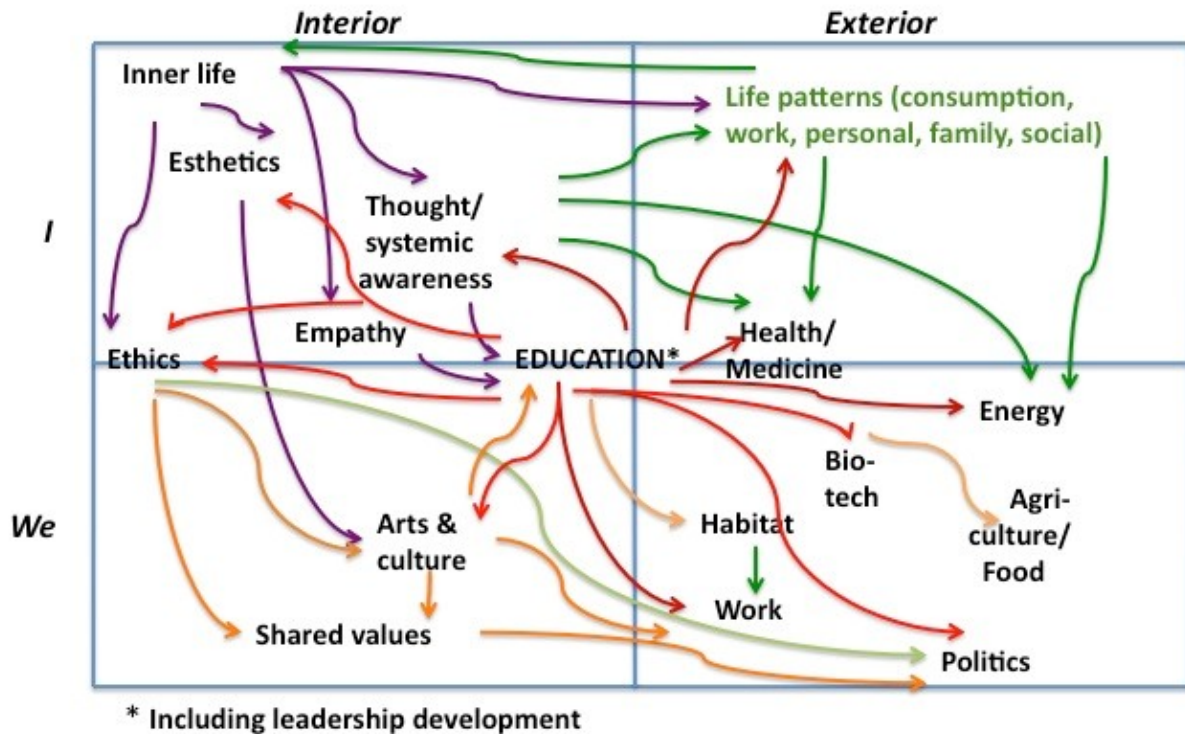 Interior
Exterior
Inner life
Life patterns (consumption,
work, personal, family, social)
Esthetics
I
Thought/
systemic
awareness
Empathy
Health/
Medicine
Ethics
EDUCATION*
Energy
Bio-
tech
We
Arts &
culture
Habitat
Agri-
culture/
Food
Work
Shared values
Politics
* Including leadership development